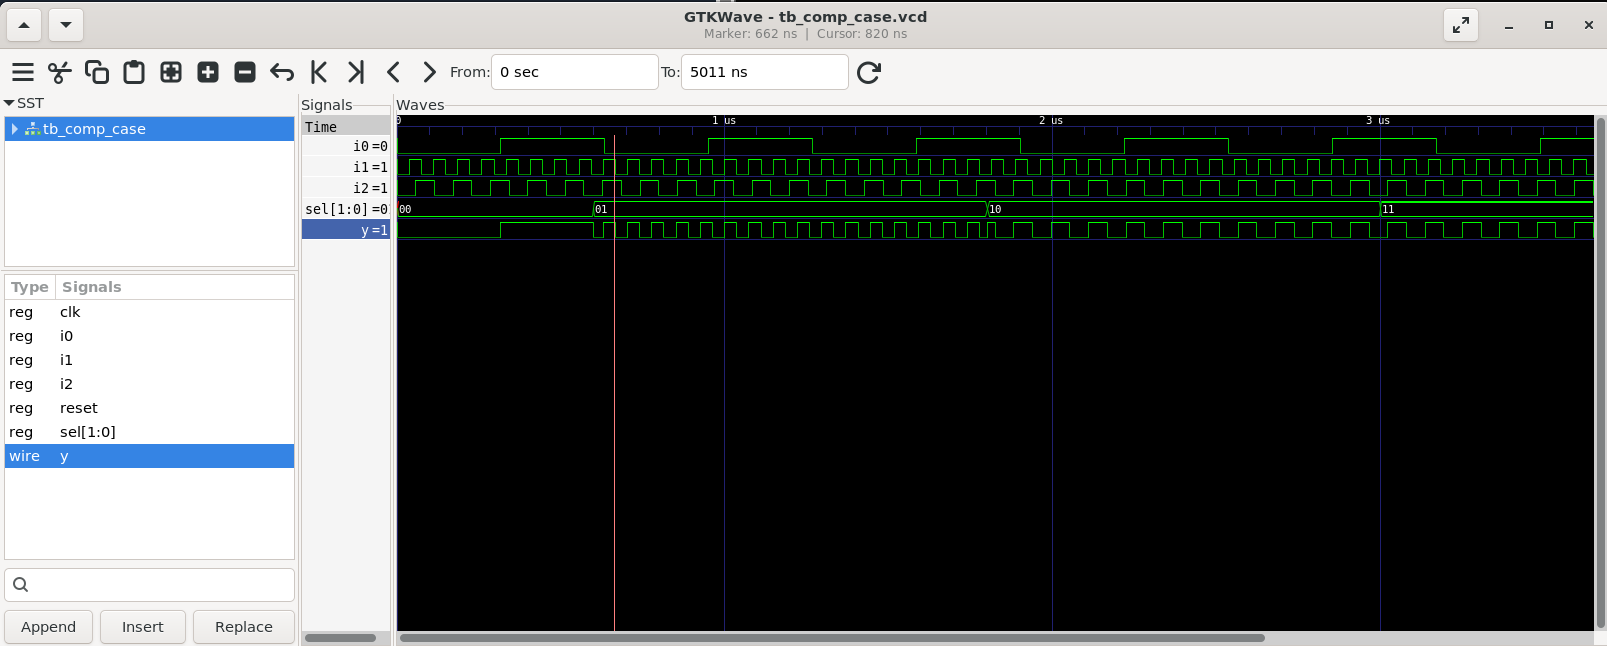 GTKWave - tb_comp_case.vcd
Marker: 662 ns | Cursor: 820 ns
From: 0 sec To: 5011 ns
SST
tb_comp_case
Type Signals
reg clk
reg i0
reg i1
reg i2
reg reset
reg sel[1:0]
wire y
Append Insert Replace
Signals
Time
i0=0
i1=1
i2=1
sel[1:0]=0
y=1
Waves
0 1 us 2 us 3 us
00 01 10 11